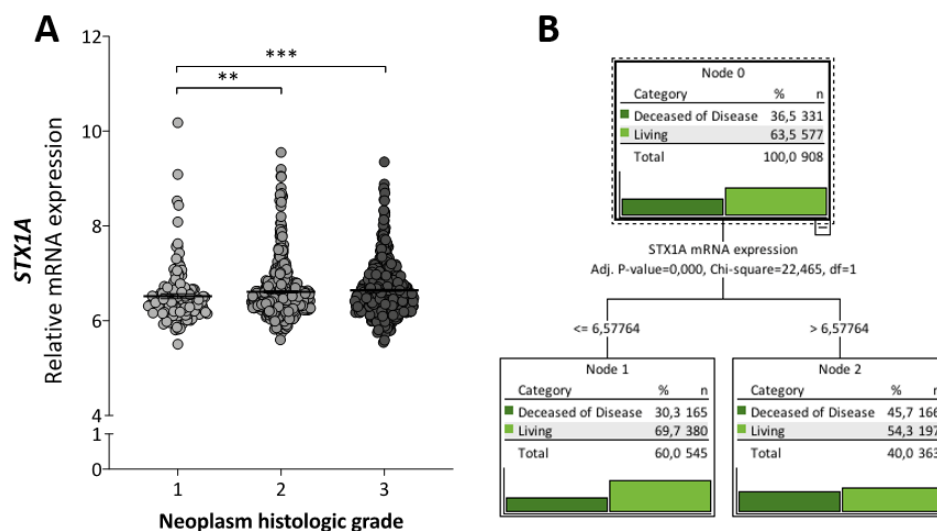 A
STX1A
Relative mRNA expression
12
10
8
6
4
1
0
***
**
1 2 3
Neoplasm histologic grade
B
Node 0
Category % n
Deceased of Disease 36,5 331
Living 63,5 577
Total 100,0 908
STX1A mRNA expression
Adj. P-value=0,000, Chi-square=22,465, df=1
<= 6,57764
> 6,57764
Node 1
Category % n
Deceased of Disease 30,3 165
Living 69,7 380
Total 60,0 545
Node 2
Category % n
Deceased of Disease 45,7 166
Living 54,3 197
Total 40,0 363